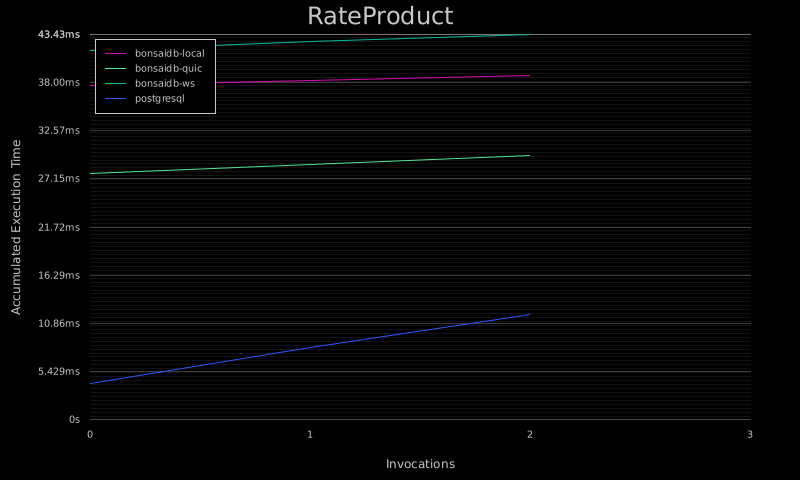 RateProduct
43.43ms
38.00ms
32.57ms
27.15ms
21.72ms
16.29ms
10.86ms
5.429ms
0s
Accumulated Execution Time
bonsaidb-local
bonsaidb-quic
bonsaidb-ws
postgresql
0 1 2 3
Invocations